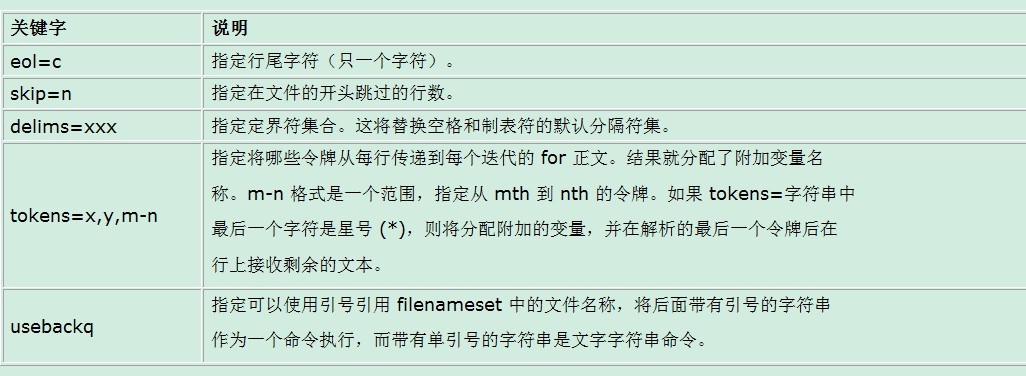 关键字 说明
eol=c 指定行尾字符（只一个字符）。
skip=n 指定在文件的开头跳过的行数。
delims=xxx 指定定界符集合。这将替换空格和制表符的默认分隔符集。
tokens=x,y,m-n
指定将哪些令牌从每行传递到每个迭代的 for 正文。结果就分配了附加变量名
称。m-n 格式是一个范围，指定从 mth 到 nth 的令牌。如果 tokens=字符串中
最后一个字符是星号 (*)，则将分配附加的变量，并在解析的最后一个令牌后在
行上接收剩余的文本。
usebackq
指定可以使用引号引用 filenameset 中的文件名称，将后面带有引号的字符串
作为一个命令执行，而带有单引号的字符串是文字字符串命令。